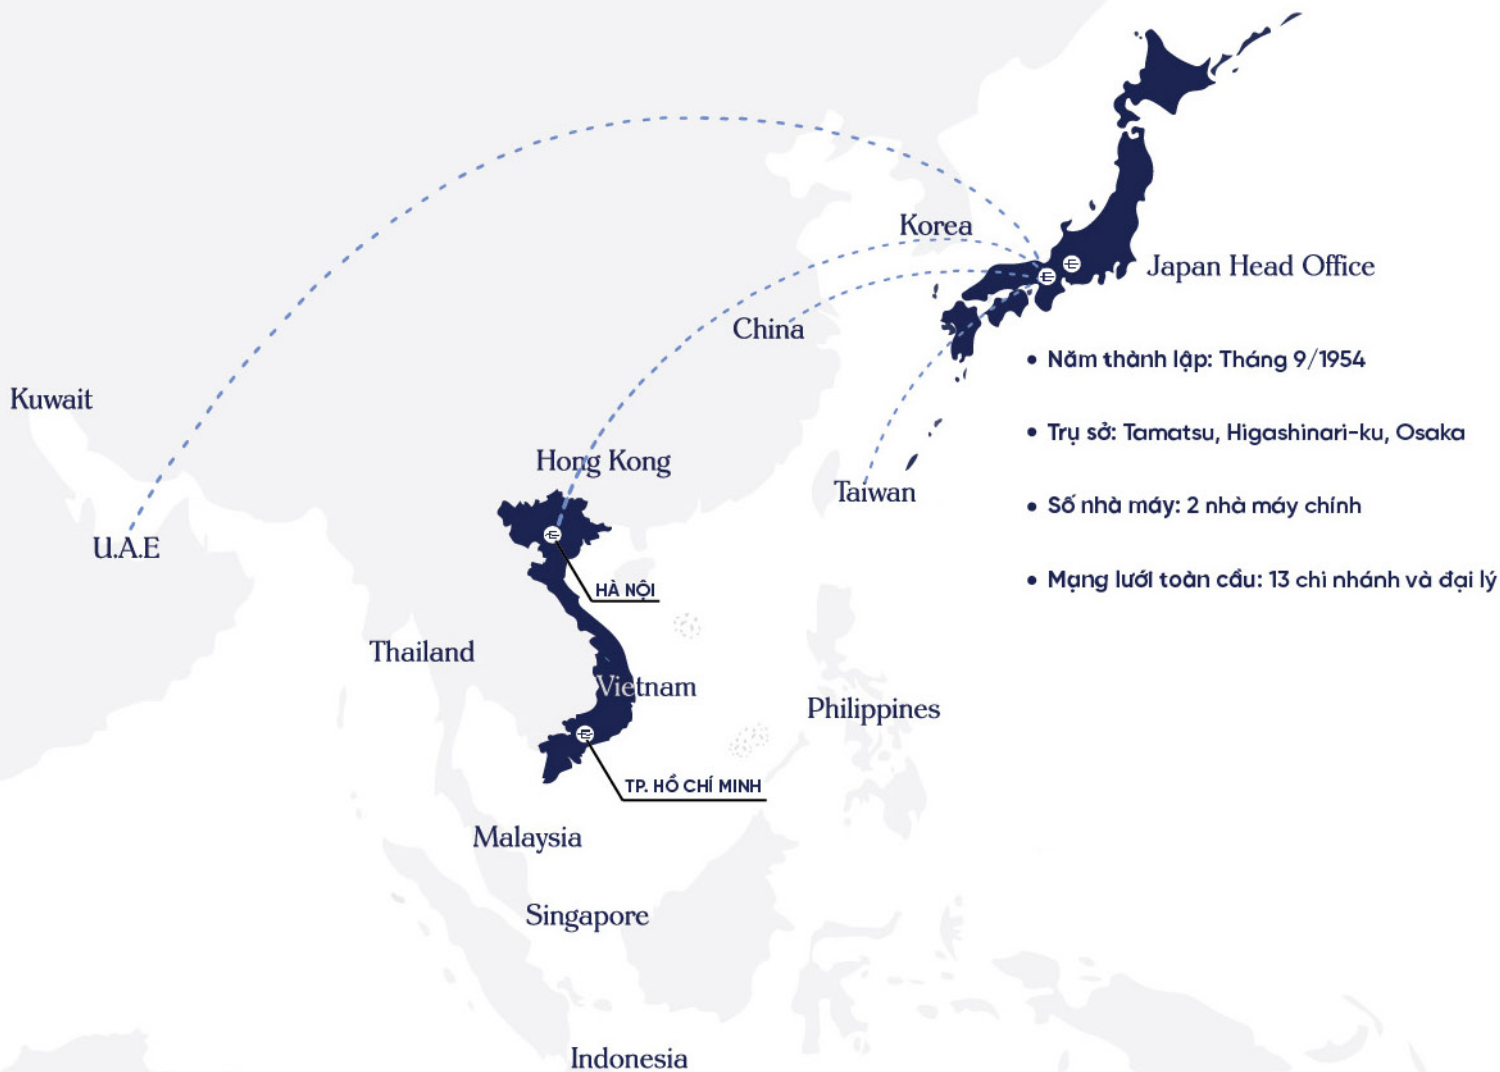 Korea
Japan Head Office
China
• Năm thành lập: Tháng 9/1954
Kuwait
• Trụ sở: Tamatsu, Higashinari-ku, Osaka
Hong Kong
Taiwan
• Số nhà máy: 2 nhà máy chính
U.A.E
• Mạng lưới toàn cầu: 13 chi nhánh và đại lý
HÀ NỘI
Thailand
Vietnam
Philippines
TP. HỒ CHÍ MINH
Malaysia
Singapore
Indonesia